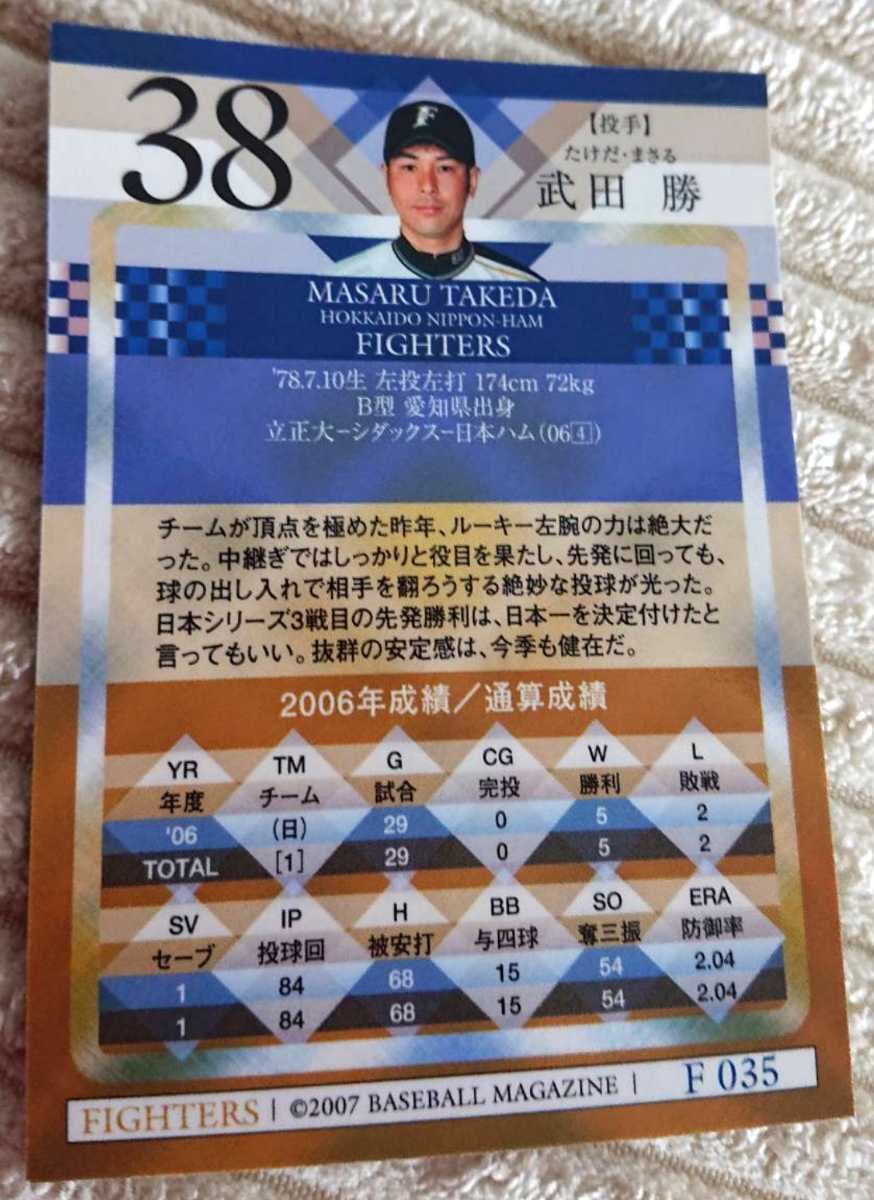 38
【投手】
たけだ・まさる
武田 勝
F
MASARU TAKEDA
HOKKAIDO NIPPON-HAM
FIGHTERS
'78.7.10生 左投左打 174cm 72kg
B型 愛知県出身
立正大−シダックス−日本ハム(06④)
チームが頂点を極めた昨年、ルーキー左腕の力は絶大だ
った。中継ぎではしっかりと役目を果たし、先発に回っても、
球の出し入れで相手を翻ろうする絶妙な投球が光った。
日本シリーズ3戦目の先発勝利は、日本一を決定付けたと
言ってもいい。抜群の安定感は、今季も健在だ。
2006年成績／通算成績
YR TM G CG W L
年度 チーム 試合 完投 勝利 敗戦
'06 (日) 29 0 5 2
TOTAL [1] 29 0 5 2
SV IP H BB SO ERA
セーブ 投球回 被安打 与四球 奪三振 防御率
1 84 68 15 54 2.04
1 84 68 15 54 2.04
FIGHTERS | ©2007 BASEBALL MAGAZINE | F 035